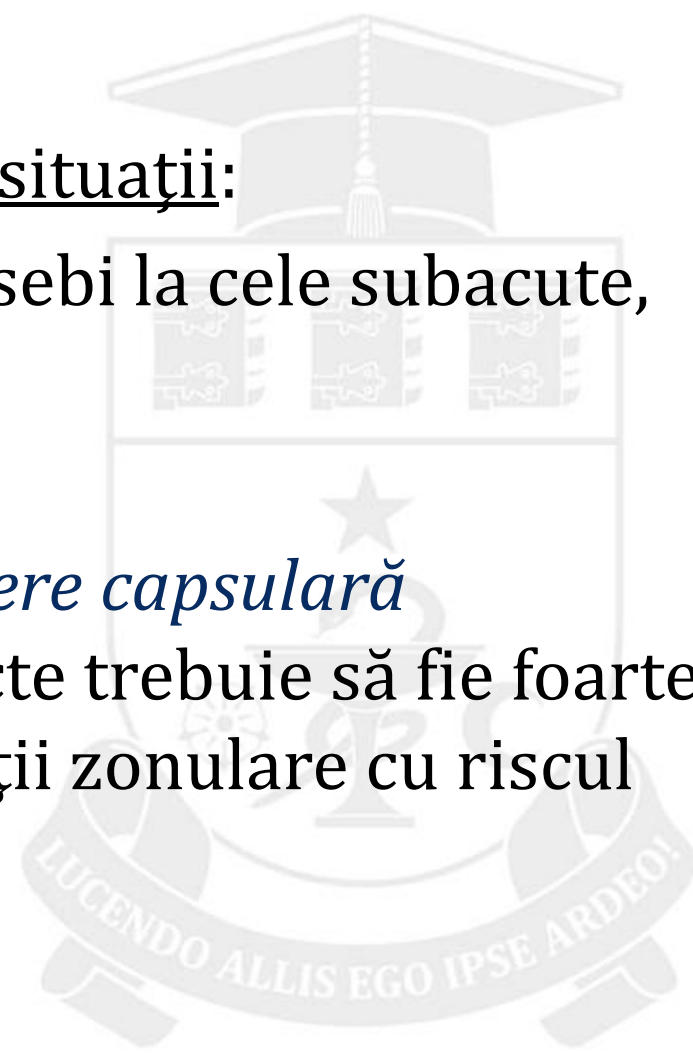 situaţii:
sebi la cele subacute,
ere capsulară
cte trebuie să fie foarte
ţii zonulare cu riscul
LUCENDO ALLIS EGO IPSE ARDEO!